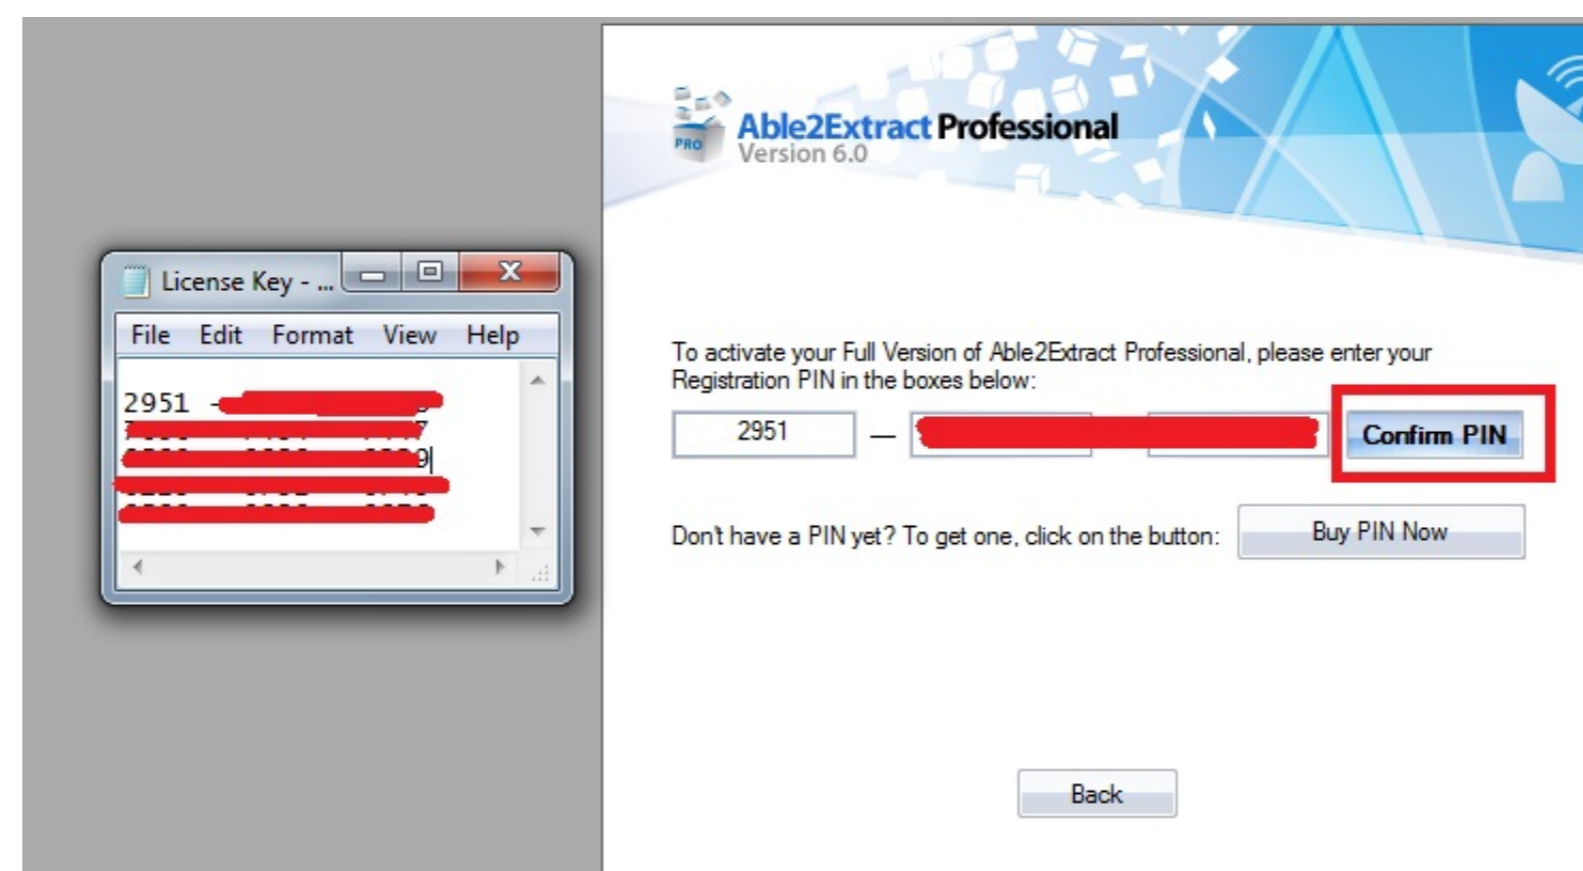 License Key - ...
File Edit Format View Help
2951 -
PRO
Able2Extract Professional
Version 6.0
To activate your Full Version of Able2Extract Professional, please enter your
Registration PIN in the boxes below:
2951 —
Confirm PIN
Don't have a PIN yet? To get one, click on the button:
Buy PIN Now
Back